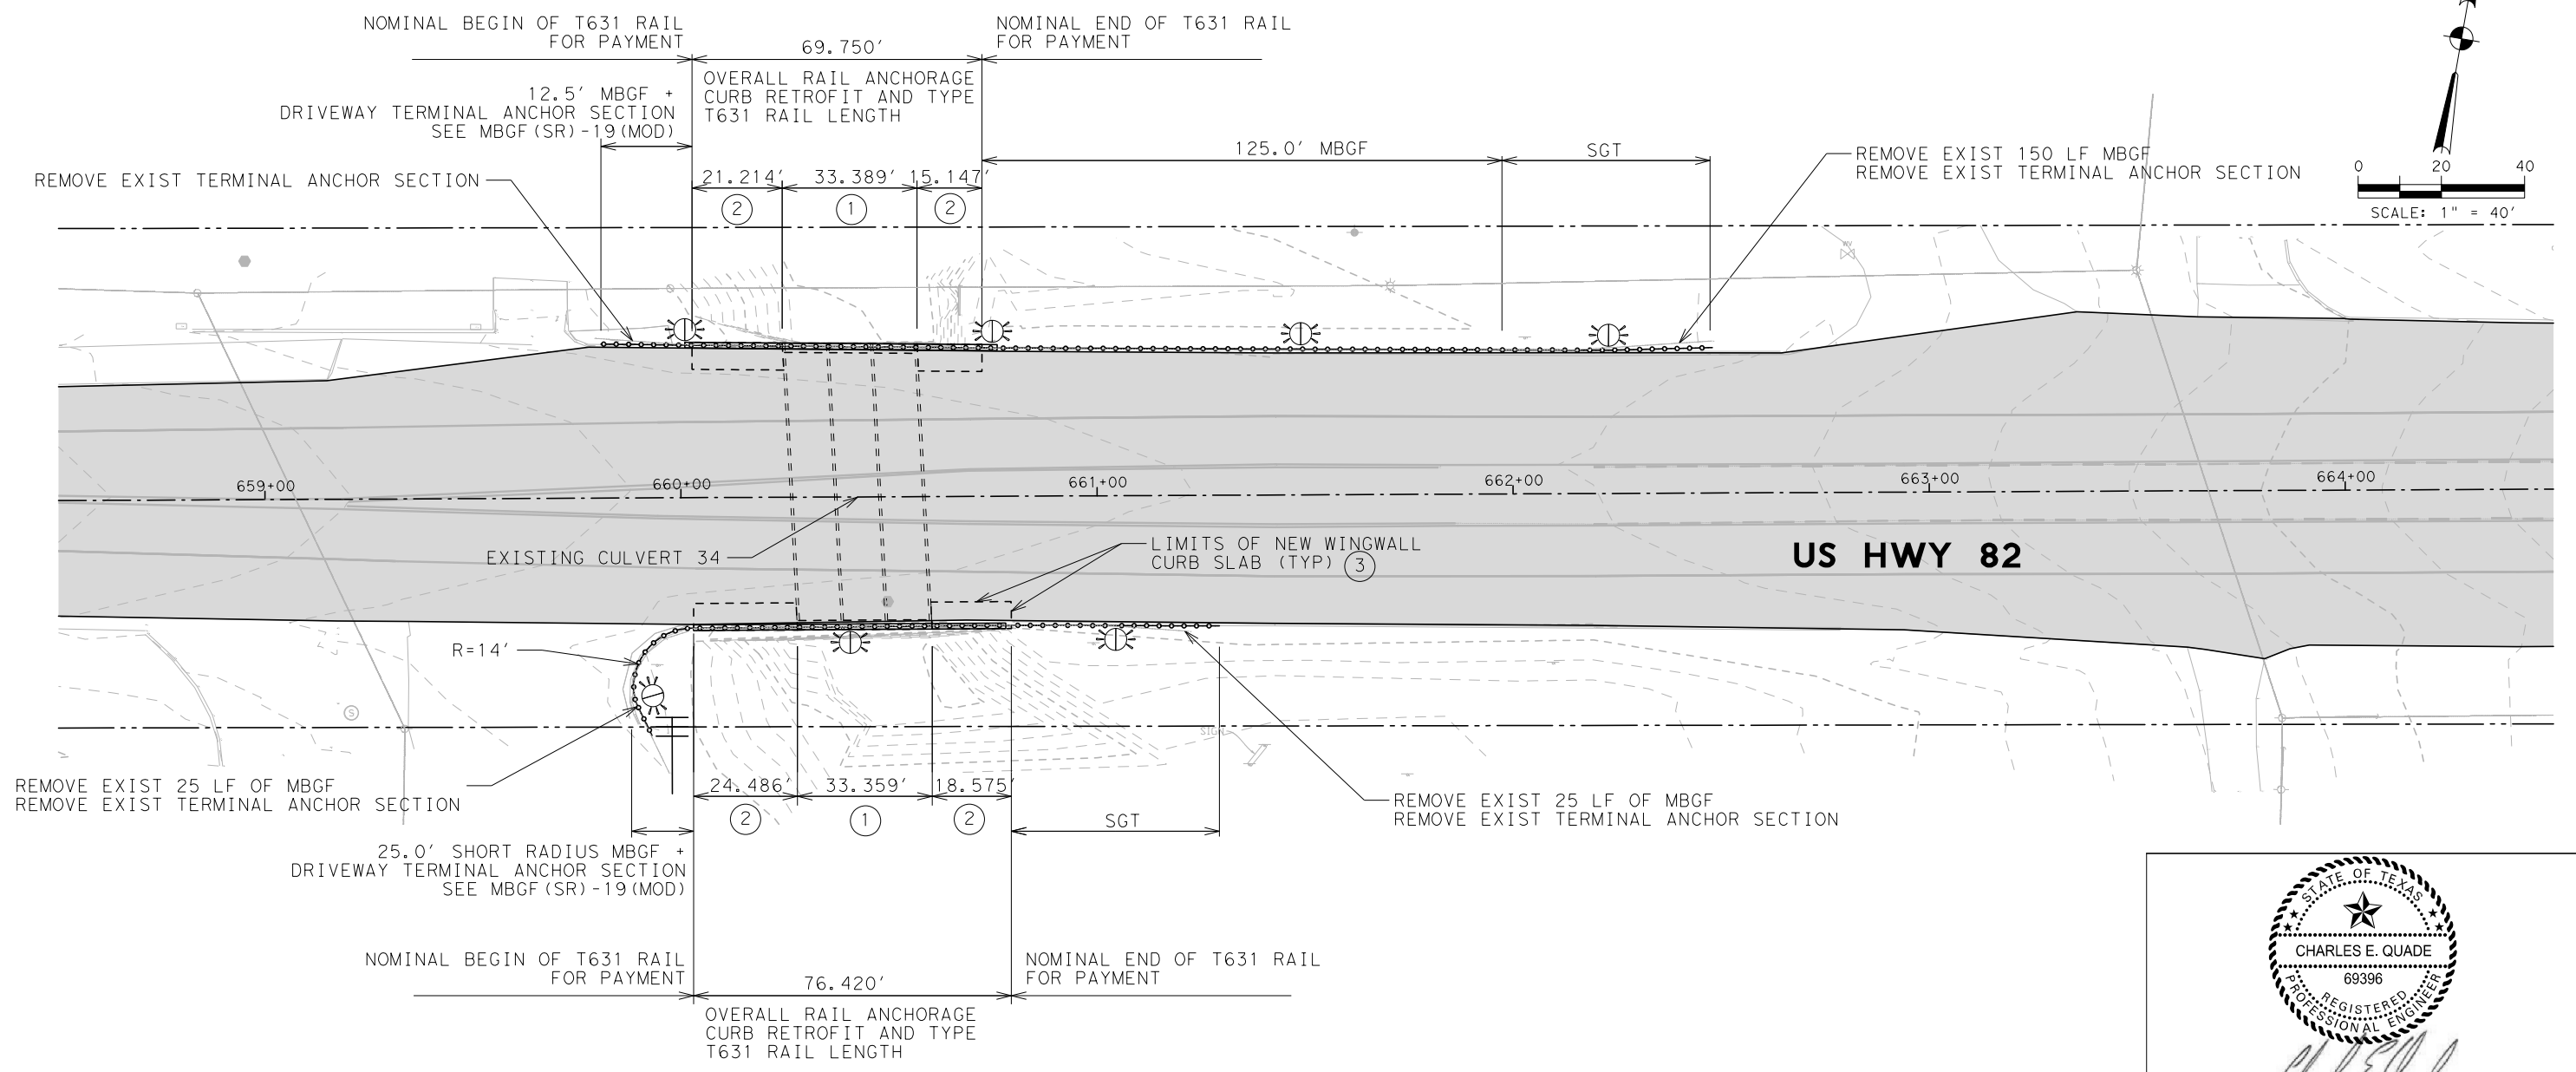 NOMINAL BEGIN OF T631 RAIL
FOR PAYMENT
69.750'
NOMINAL END OF T631 RAIL
FOR PAYMENT
OVERALL RAIL ANCHORAGE
CURB RETROFIT AND TYPE
T631 RAIL LENGTH
12.5' MBGF +
DRIVEWAY TERMINAL ANCHOR SECTION
SEE MBGF(SR)-19(MOD)
125.0' MBGF
SGT
REMOVE EXIST 150 LF MBGF
REMOVE EXIST TERMINAL ANCHOR SECTION
0 20 40
SCALE: 1" = 40'
REMOVE EXIST TERMINAL ANCHOR SECTION
21.214' 33.389' 15.147'
2 1 2
WV
659+00 660+00 661+00 662+00 663+00 664+00
EXISTING CULVERT 34
LIMITS OF NEW WINGWALL
CURB SLAB (TYP) 3
US HWY 82
R=14'
S
SIGN
REMOVE EXIST 25 LF OF MBGF
REMOVE EXIST TERMINAL ANCHOR SECTION
24.486' 33.359' 18.575'
2 1 2
SGT
REMOVE EXIST 25 LF OF MBGF
REMOVE EXIST TERMINAL ANCHOR SECTION
25.0' SHORT RADIUS MBGF +
DRIVEWAY TERMINAL ANCHOR SECTION
SEE MBGF(SR)-19(MOD)
NOMINAL BEGIN OF T631 RAIL
FOR PAYMENT
76.420'
NOMINAL END OF T631 RAIL
FOR PAYMENT
OVERALL RAIL ANCHORAGE
CURB RETROFIT AND TYPE
T631 RAIL LENGTH
STATE OF TEXAS
CHARLES E. QUADE
69396
REGISTERED
PROFESSIONAL ENGINEER